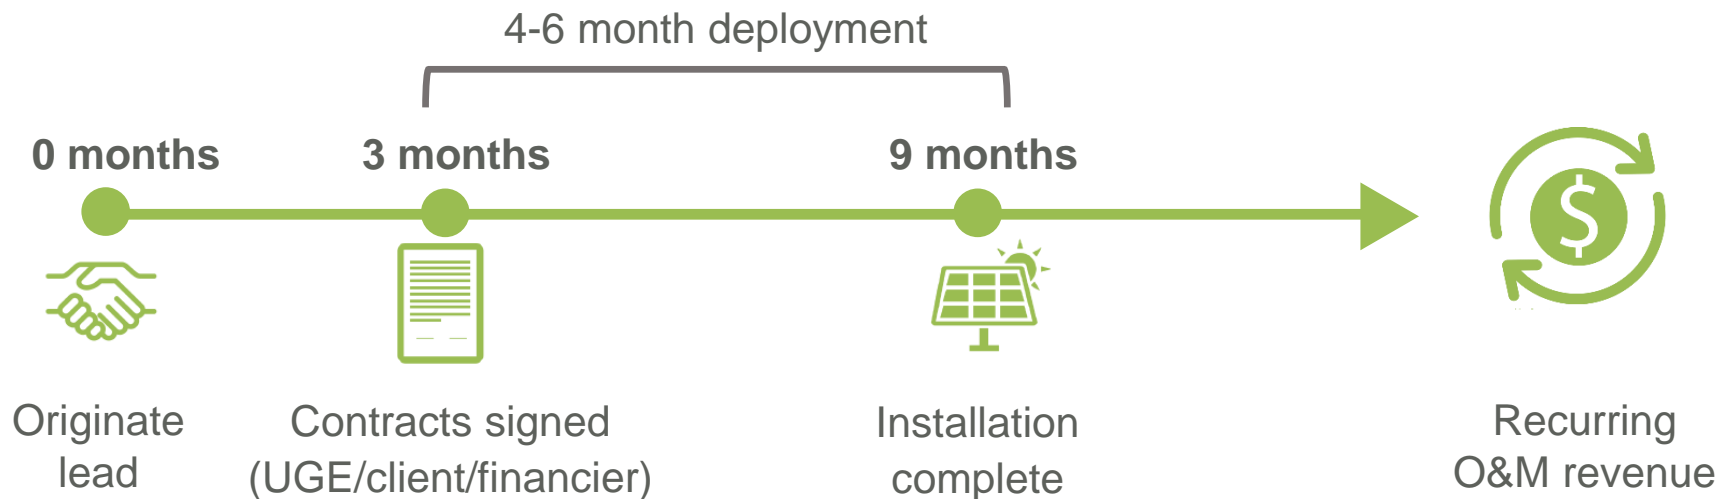 4-6 month deployment
0 months
3 months
9 months
$
Originate
lead
Contracts signed
(UGE/client/financier)
Installation
complete
Recurring
O&M revenue